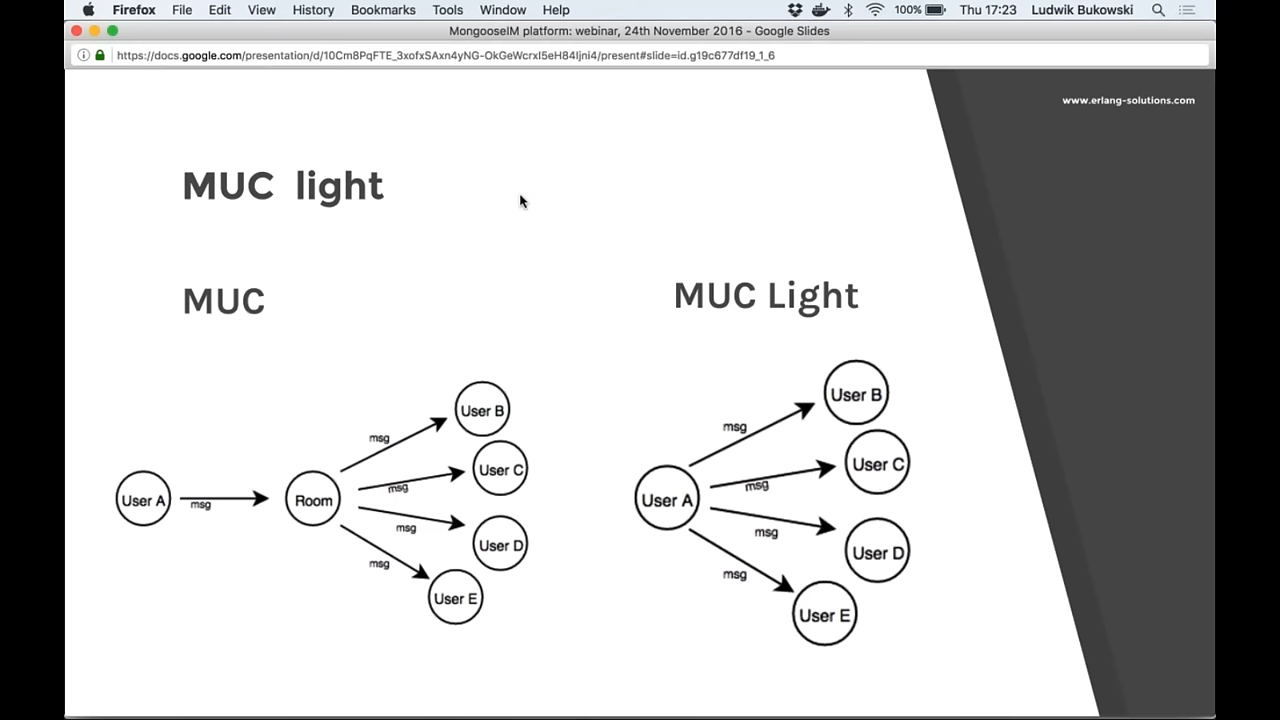 Firefox File Edit View History Bookmarks Tools Window Help 100% Thu 17:23 Ludwik Bukowski
MongooseIM platform: webinar, 24th November 2016 - Google Slides
https://docs.google.com/presentation/d/10Cm8PqFTE_3xofxSAxn4yNG-OkGeWcrxI5eH84Ijni4/present#slide=id.g19c677df19_1_6
www.erlang-solutions.com
MUC light
MUC
MUC Light
User A
msg
Room
msg
msg
msg
msg
User B
User C
User D
User E
User A
msg
msg
msg
msg
User B
User C
User D
User E